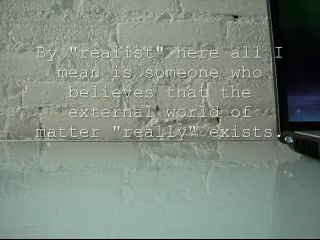 By "realist" here all I
mean is someone who
believes that the
external world of
matter "really" exists.